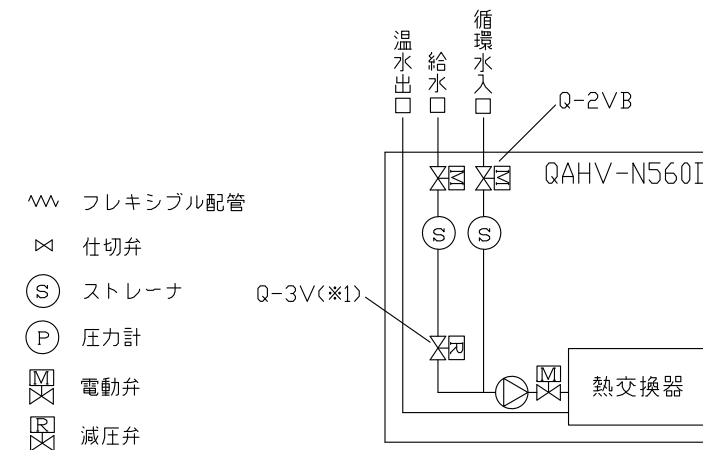 温水出口
給水口
循環水入口
Q-2VB
QAHV-N560
フレキシブル配管
仕切弁
S ストレーナ
P 圧力計
M 電動弁
R 減圧弁
M
M
S
S
Q-3V(※1)
R
M
熱交換器